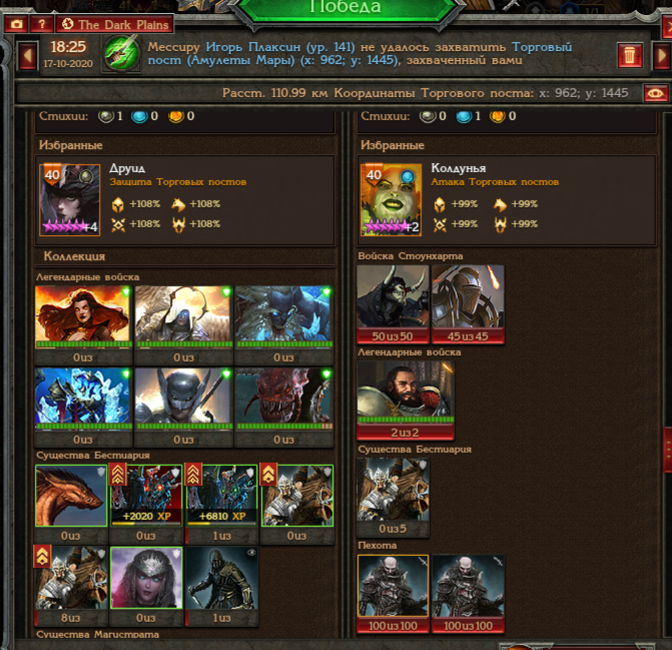 Победа
? The Dark Plains
18:25
17-10-2020
Мессиру Игорь Плаксин (ур. 141) не удалось захватить Торговый
пост (Амулеты Мары) (x: 962; y: 1445), захваченный вами
Расст. 110.99 км Координаты Торгового поста: x: 962; y: 1445
Стихии: 1 0 0
Избранные
40
+4
Друид
Защита Торговых постов
+108% +108%
+108% +108%
Коллекция
Легендарные войска
0 из 0 из 0 из
0 из 0 из 0 из
Существа Бестиария
+2020 XP +6810 XP
0 из 0 из 1 из 0 из
8 из 0 из 1 из
Существа Магистрата
Стихии: 0 1 0
Избранные
40
+2
Колдунья
Атака Торговых постов
+99% +99%
+99% +99%
Войска Стоунхарта
50 из 50 45 из 45
Легендарные войска
2 из 2
Существа Бестиария
0 из 5
Пехота
100 из 100 100 из 100